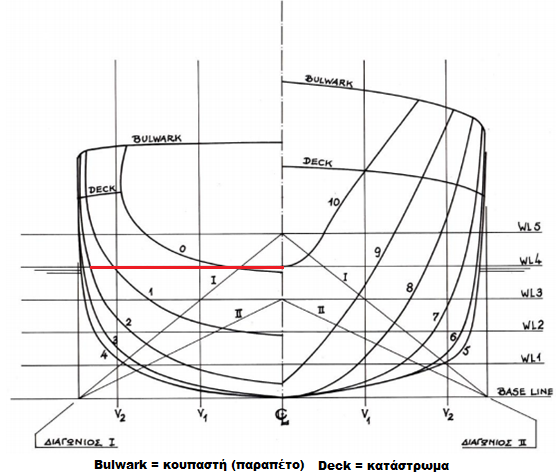 BULWARK
BULWARK
DECK
DECK
10
WL5
0
9
WL4
I
I
1
8
WL3
II
II
2
7
WL2
3
6
4
5
WL1
BASE LINE
V2
V1
℄
V1
V2
ΔΙΑΓΩΝΙΟΣ I
ΔΙΑΓΩΝΙΟΣ II
Bulwark = κουπαστή (παραπέτο) Deck = κατάστρωμα